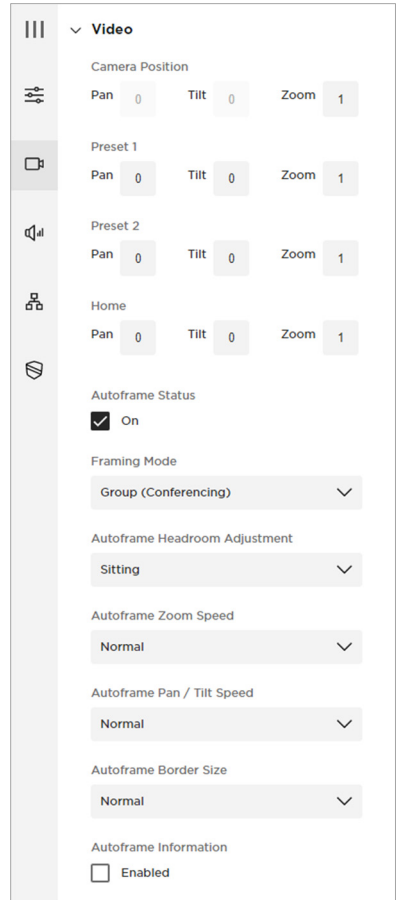 Video
Camera Position
Pan 0 Tilt 0 Zoom 1
Preset 1
Pan 0 Tilt 0 Zoom 1
Preset 2
Pan 0 Tilt 0 Zoom 1
Home
Pan 0 Tilt 0 Zoom 1
Autoframe Status
On
Framing Mode
Group (Conferencing)
Autoframe Headroom Adjustment
Sitting
Autoframe Zoom Speed
Normal
Autoframe Pan / Tilt Speed
Normal
Autoframe Border Size
Normal
Autoframe Information
Enabled